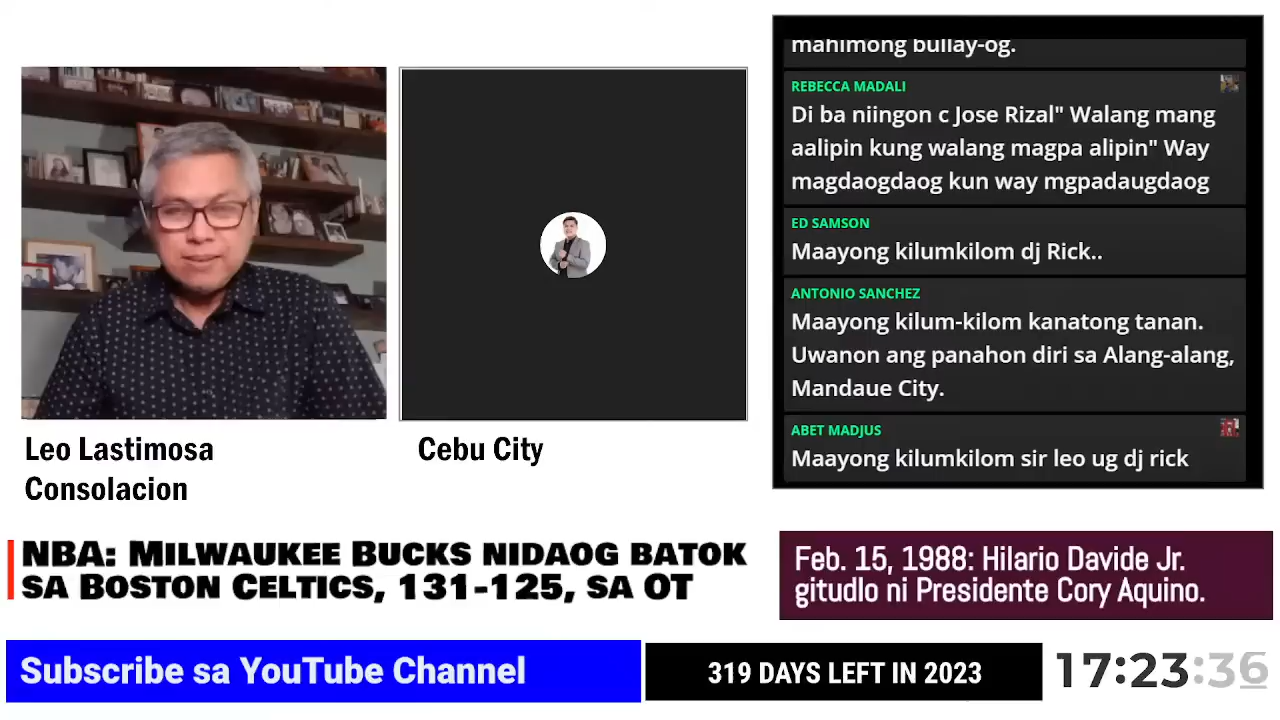 Leo Lastimosa
Consolacion
Cebu City
mahimong bullay-og.
REBECCA MADALI
Di ba niingon c Jose Rizal" Walang mang
aalipin kung walang magpa alipin" Way
magdaogdaog kun way mgpadaugdaog
ED SAMSON
Maayong kilumkilom dj Rick..
ANTONIO SANCHEZ
Maayong kilum-kilom kanatong tanan.
Uwanon ang panahon diri sa Alang-alang,
Mandaue City.
ABET MADJUS
Maayong kilumkilom sir leo ug dj rick
NBA: MILWAUKEE BUCKS NIDAOG BATOK
SA BOSTON CELTICS, 131-125, SA OT
Feb. 15, 1988: Hilario Davide Jr.
gitudlo ni Presidente Cory Aquino.
Subscribe sa YouTube Channel
319 DAYS LEFT IN 2023
17:23:36